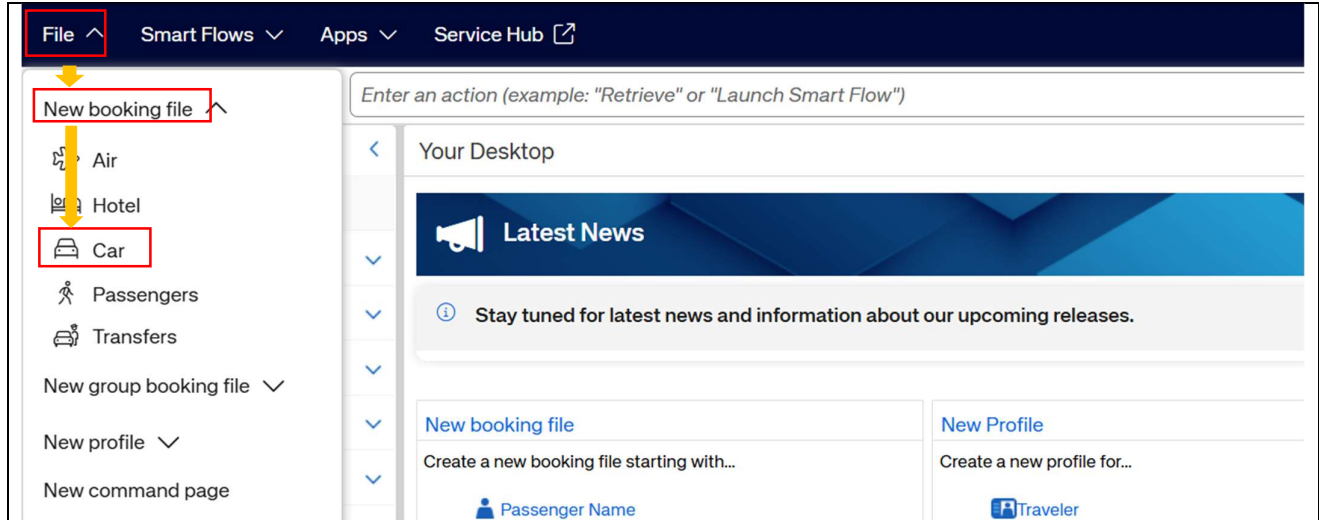 File Smart Flows Apps Service Hub
New booking file
Enter an action (example: "Retrieve" or "Launch Smart Flow")
Air
Hotel
Car
Passengers
Transfers
New group booking file
New profile
New command page
Your Desktop
Latest News
Stay tuned for latest news and information about our upcoming releases.
New booking file
Create a new booking file starting with...
Passenger Name
New Profile
Create a new profile for...
Traveler